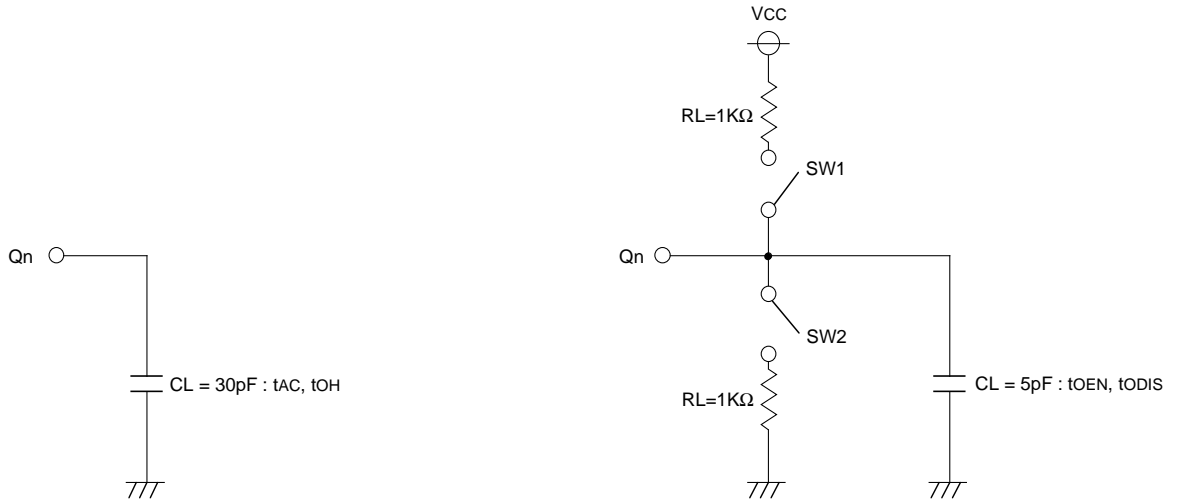 Qn
CL = 30pF : tAC, tOH
VCC
RL=1KΩ
SW1
Qn
SW2
RL=1KΩ
CL = 5pF : tOEN, tODIS